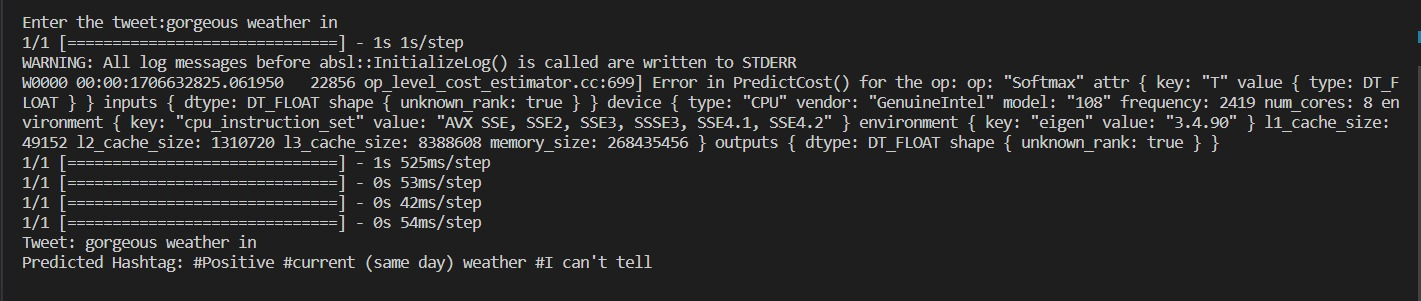 Enter the tweet:gorgeous weather in
1/1 [==============================] - 1s 1s/step
WARNING: All log messages before absl::InitializeLog() is called are written to STDERR
W0000 00:00:1706632825.061950   22856 op_level_cost_estimator.cc:699] Error in PredictCost() for the op: op: "Softmax" attr { key: "T" value { type: DT_F
LOAT } } inputs { dtype: DT_FLOAT shape { unknown_rank: true } } device { type: "CPU" vendor: "GenuineIntel" model: "108" frequency: 2419 num_cores: 8 en
vironment { key: "cpu_instruction_set" value: "AVX SSE, SSE2, SSE3, SSSE3, SSE4.1, SSE4.2" } environment { key: "eigen" value: "3.4.90" } l1_cache_size:
49152 l2_cache_size: 1310720 l3_cache_size: 8388608 memory_size: 268435456 } outputs { dtype: DT_FLOAT shape { unknown_rank: true } }
1/1 [==============================] - 1s 525ms/step
1/1 [==============================] - 0s 53ms/step
1/1 [==============================] - 0s 42ms/step
1/1 [==============================] - 0s 54ms/step
Tweet: gorgeous weather in
Predicted Hashtag: #Positive #current (same day) weather #I can't tell